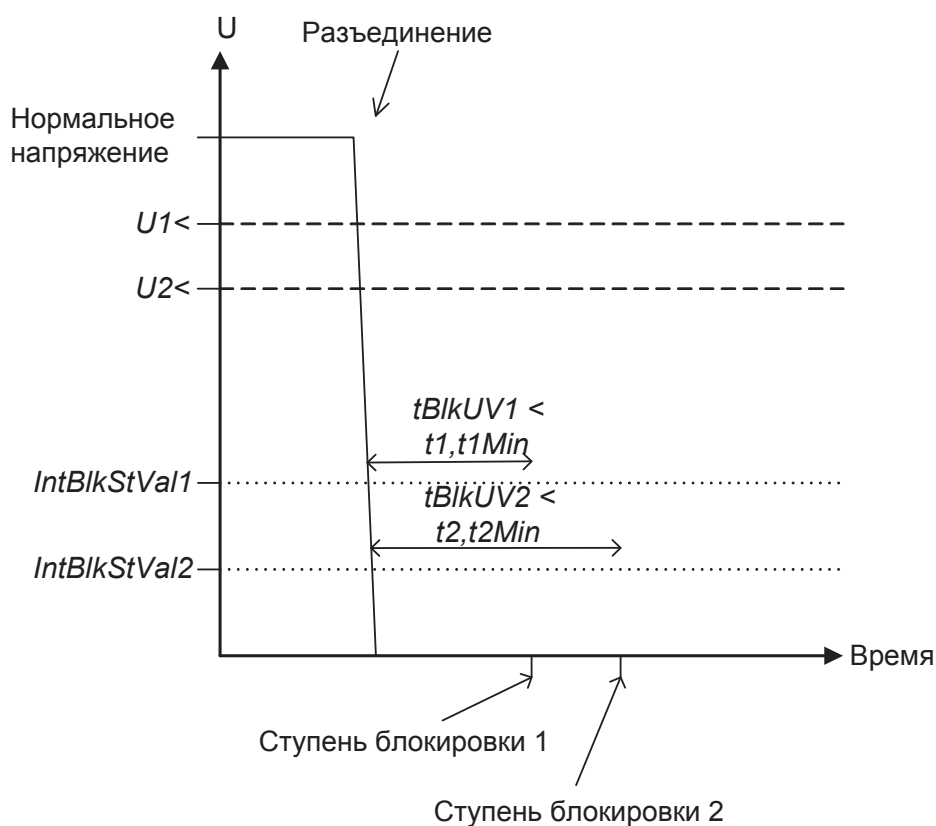 U
Разъединение
Нормальное
напряжение
U1<
U2<
tBlkUV1 <
t1,t1Min
IntBlkStVal1
tBlkUV2 <
t2,t2Min
IntBlkStVal2
Время
Ступень блокировки 1
Ступень блокировки 2